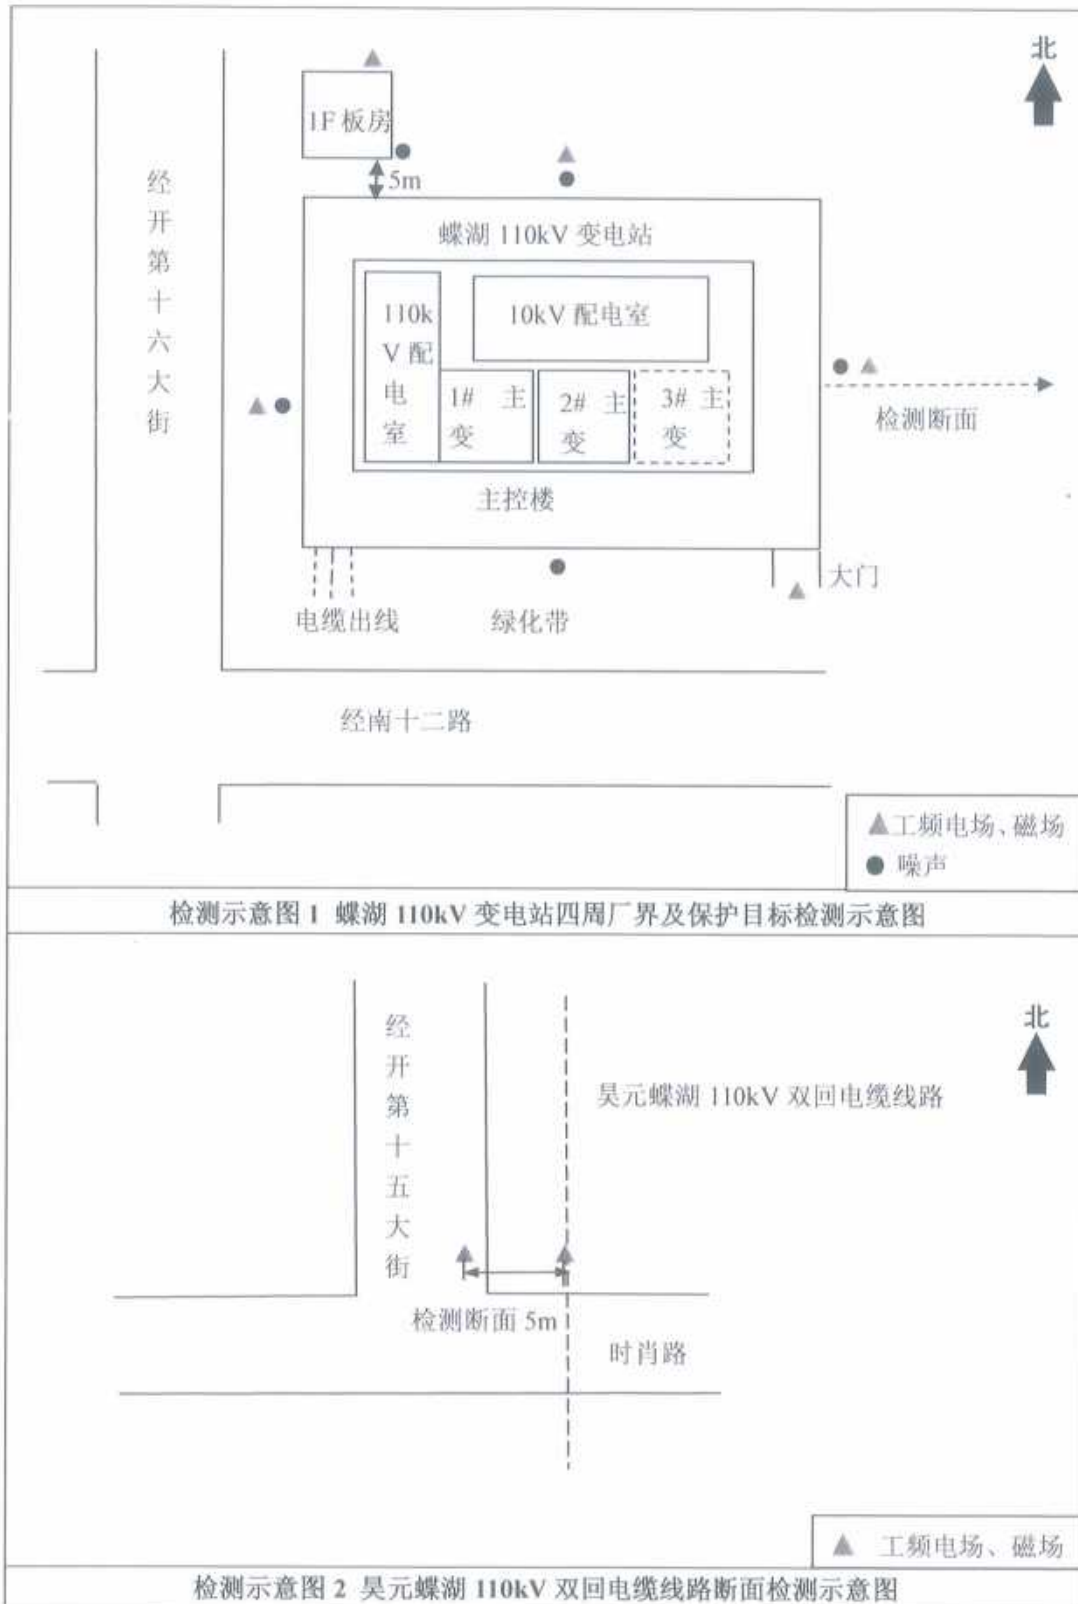 北
1F 板房
5m
经开第十六大街
蝶湖 110kV 变电站
110k
V 配
电
室
10kV 配电室
1# 主
变
2# 主
变
3# 主
变
检测断面
主控楼
大门
电缆出线
绿化带
经南十二路
工频电场、磁场
噪声
检测示意图 1 蝶湖 110kV 变电站四周厂界及保护目标检测示意图
北
经开第十五大街
昊元蝶湖 110kV 双回电缆线路
检测断面 5m
时肖路
工频电场、磁场
检测示意图 2 昊元蝶湖 110kV 双回电缆线路断面检测示意图